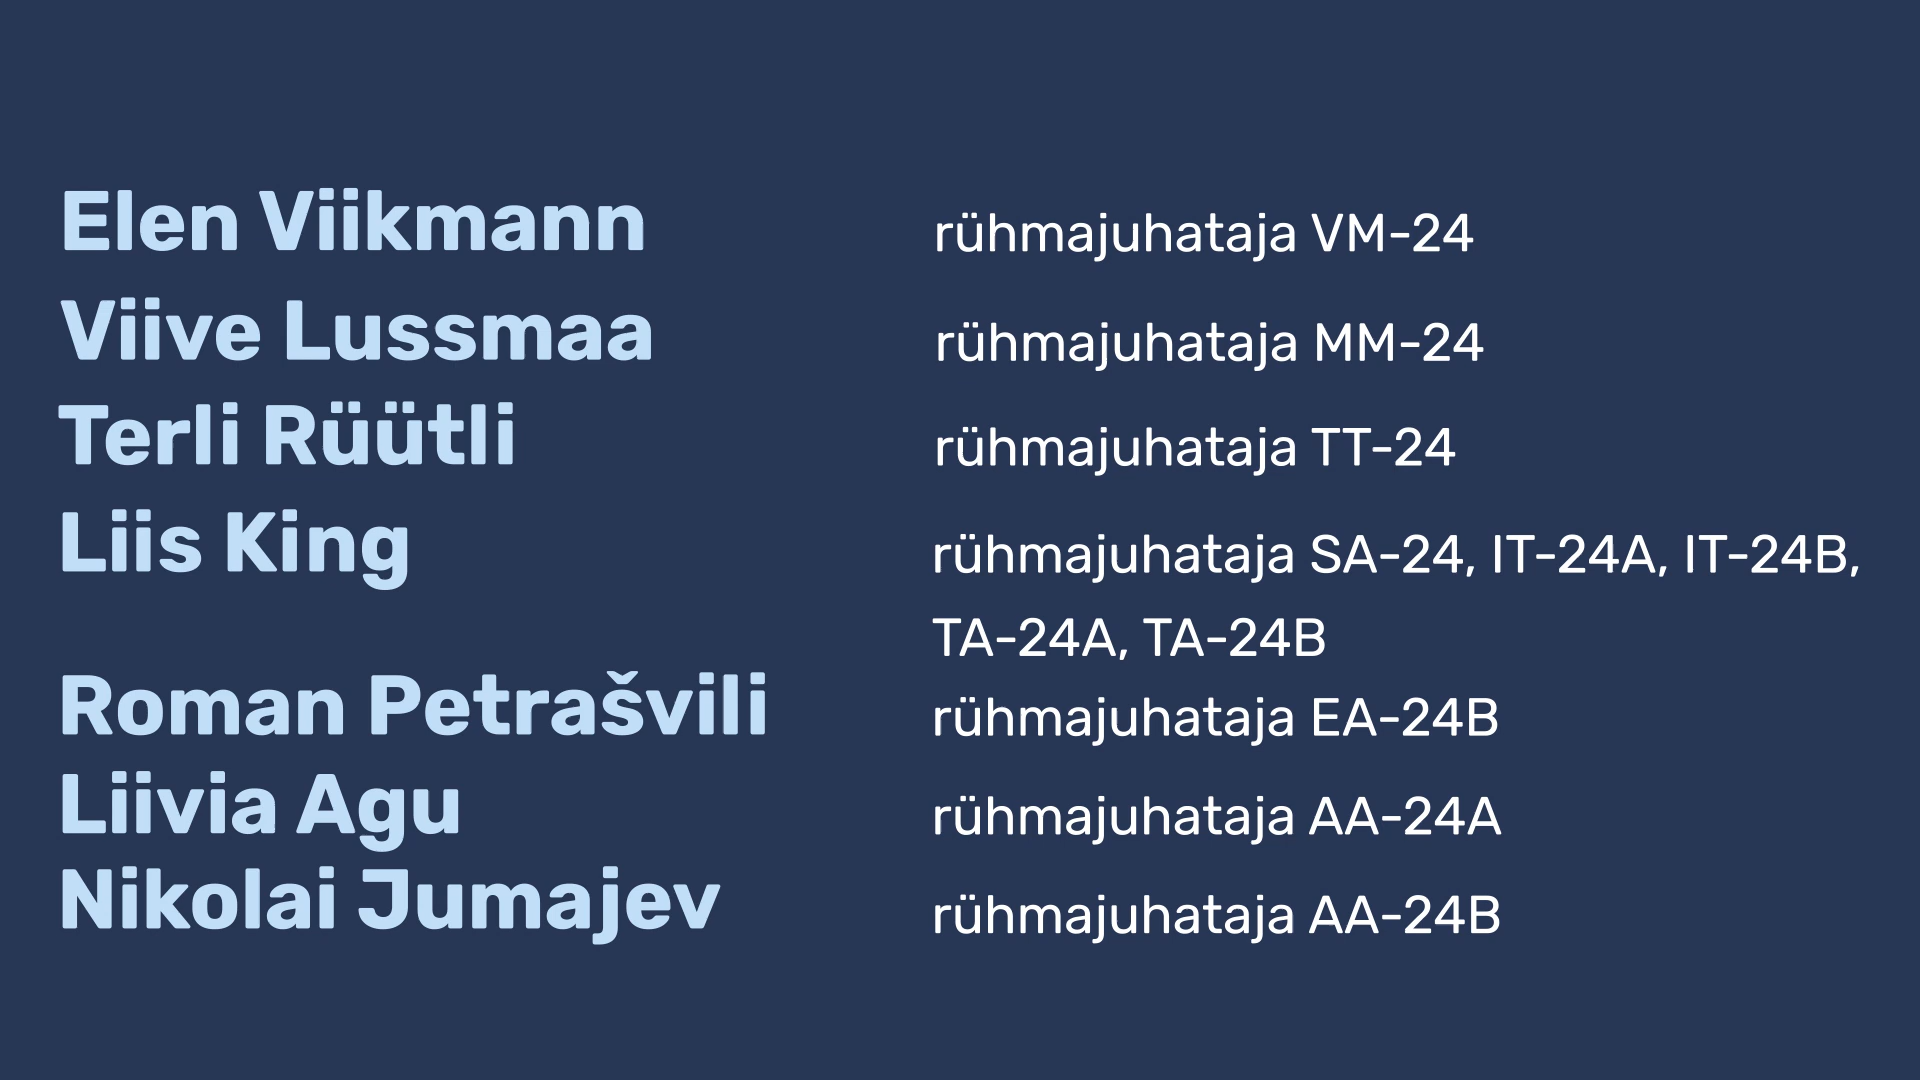 Elen Viikmann rühmajuhataja VM-24
Viive Lussmaa rühmajuhataja MM-24
Terli Rüütli rühmajuhataja TT-24
Liis King rühmajuhataja SA-24, IT-24A, IT-24B,
TA-24A, TA-24B
Roman Petrašvili rühmajuhataja EA-24B
Liivia Agu rühmajuhataja AA-24A
Nikolai Jumajev rühmajuhataja AA-24B